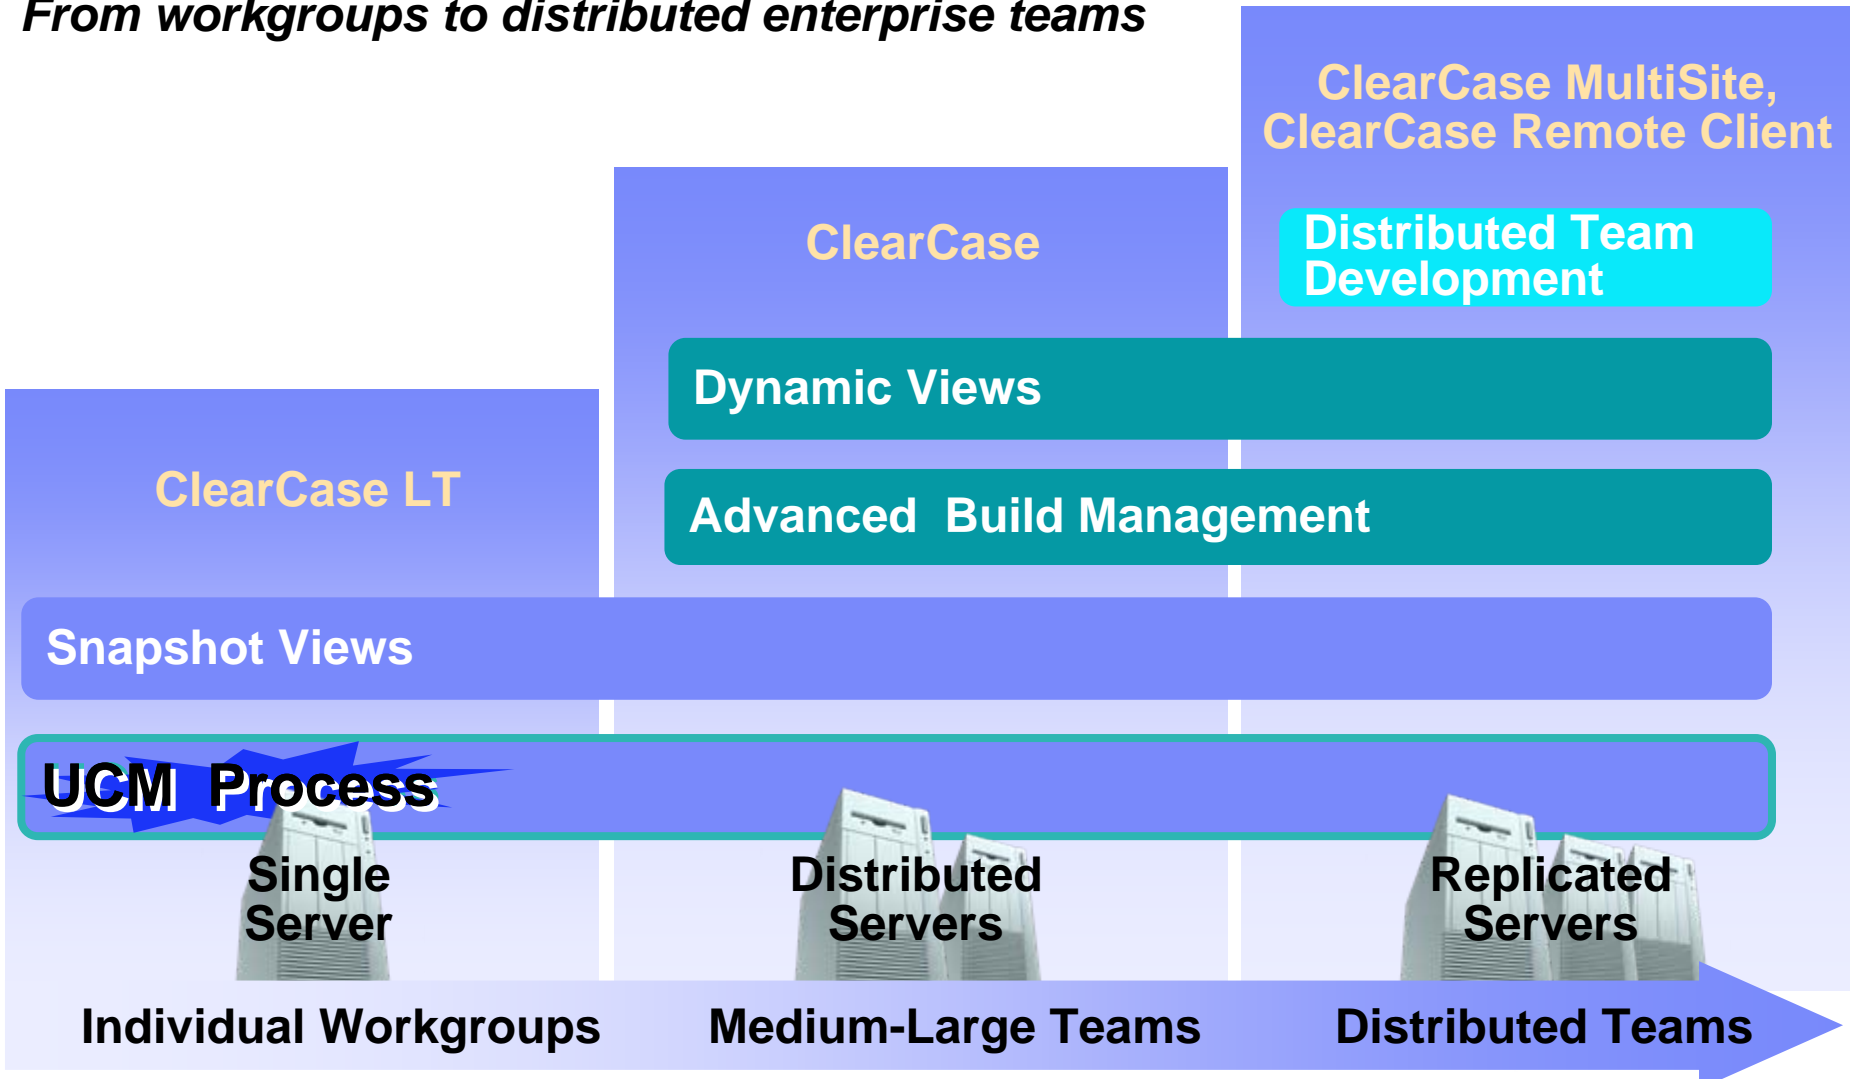 From workgroups to distributed enterprise teams
ClearCase MultiSite,
ClearCase Remote Client
ClearCase
Distributed Team
Development
Dynamic Views
ClearCase LT
Advanced Build Management
Snapshot Views
UCM Process
Single
Server
Distributed
Servers
Replicated
Servers
Individual Workgroups
Medium-Large Teams
Distributed Teams